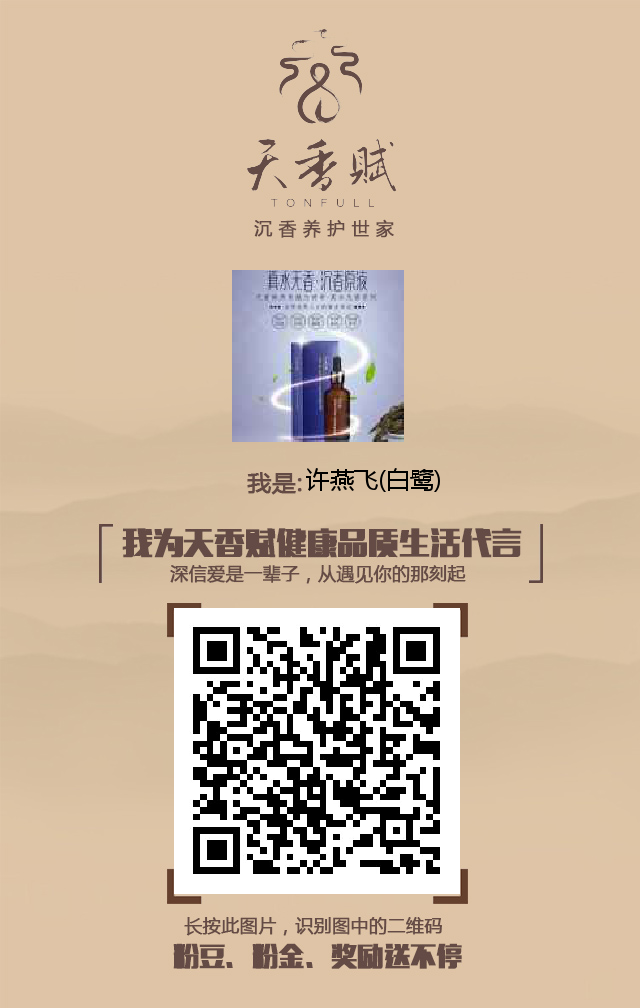 天香赋
TONFULL
沉香养护世家
真水天香·沉香原液
我是:许燕飞(白鹭)
我为天香赋健康品质生活代言
深信爱是一辈子，从遇见你的那刻起
长按此图片，识别图中的二维码
粉豆、粉金、奖励送不停